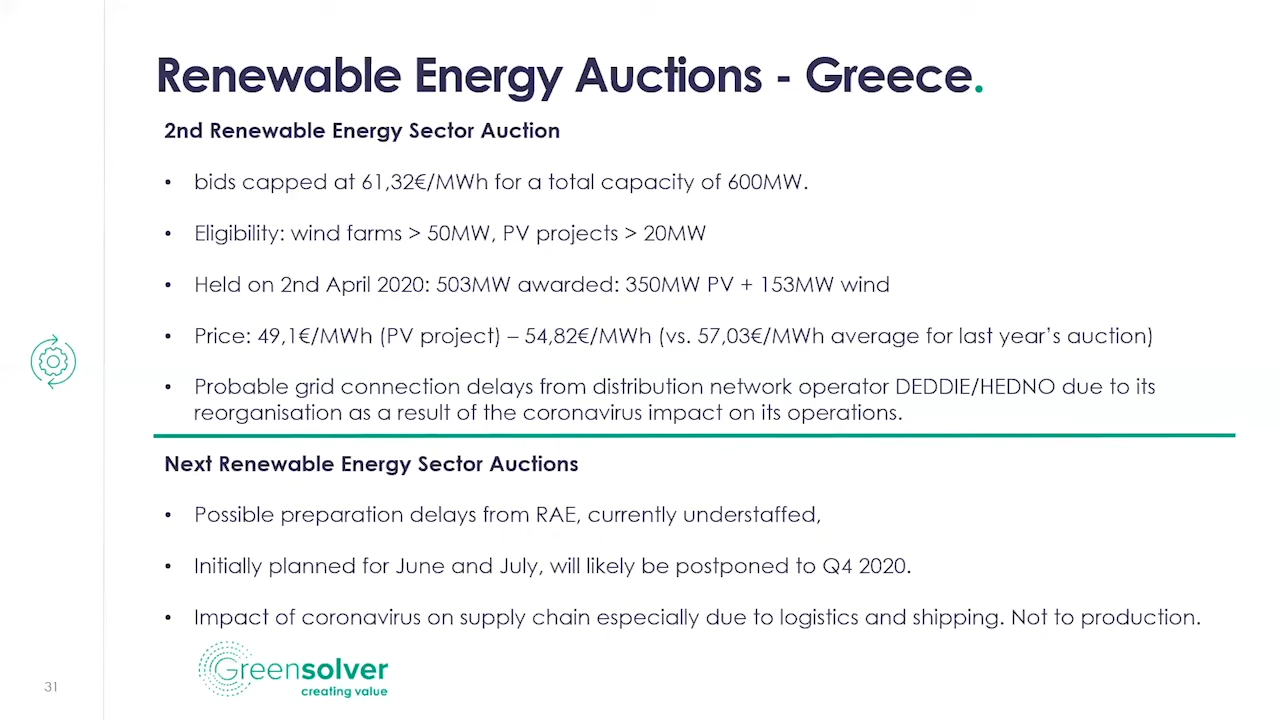 Renewable Energy Auctions - Greece.
2nd Renewable Energy Sector Auction
• bids capped at 61,32€/MWh for a total capacity of 600MW.
• Eligibility: wind farms > 50MW, PV projects > 20MW
• Held on 2nd April 2020: 503MW awarded: 350MW PV + 153MW wind
• Price: 49,1€/MWh (PV project) – 54,82€/MWh (vs. 57,03€/MWh average for last year's auction)
• Probable grid connection delays from distribution network operator DEDDIE/HEDNO due to its
reorganisation as a result of the coronavirus impact on its operations.
Next Renewable Energy Sector Auctions
• Possible preparation delays from RAE, currently understaffed,
• Initially planned for June and July, will likely be postponed to Q4 2020.
• Impact of coronavirus on supply chain especially due to logistics and shipping. Not to production.
Greensolver
creating value
31